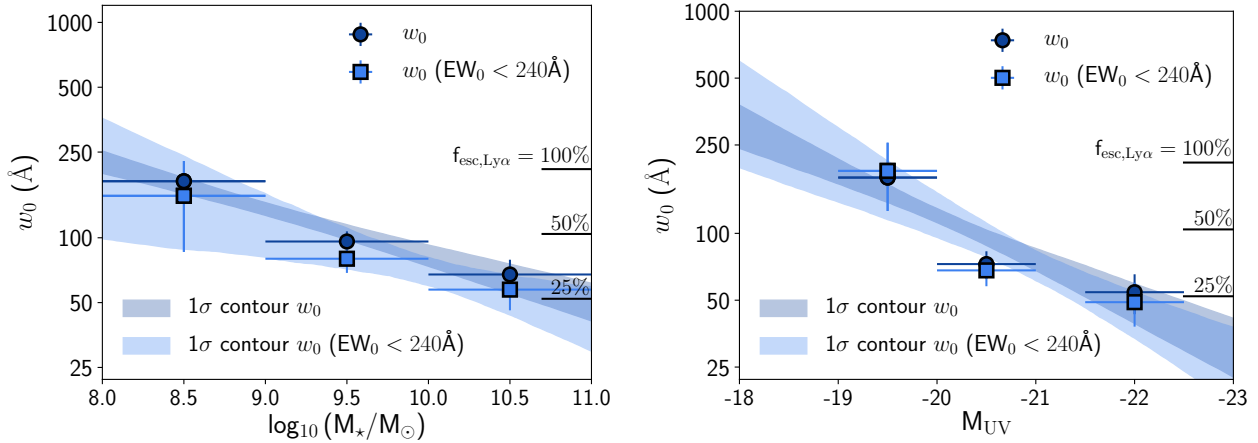 1000
500
250
100
50
25
w₀ (Å)
w₀
w₀ (EW₀ < 240Å)
f_esc,Lyα = 100%
50%
25%
1σ contour w₀
1σ contour w₀ (EW₀ < 240Å)
8.0 8.5 9.0 9.5 10.0 10.5 11.0
log₁₀(M⋆/M⊙)
1000
500
250
100
50
25
w₀ (Å)
w₀
w₀ (EW₀ < 240Å)
f_esc,Lyα = 100%
50%
25%
1σ contour w₀
1σ contour w₀ (EW₀ < 240Å)
-18 -19 -20 -21 -22 -23
M_UV